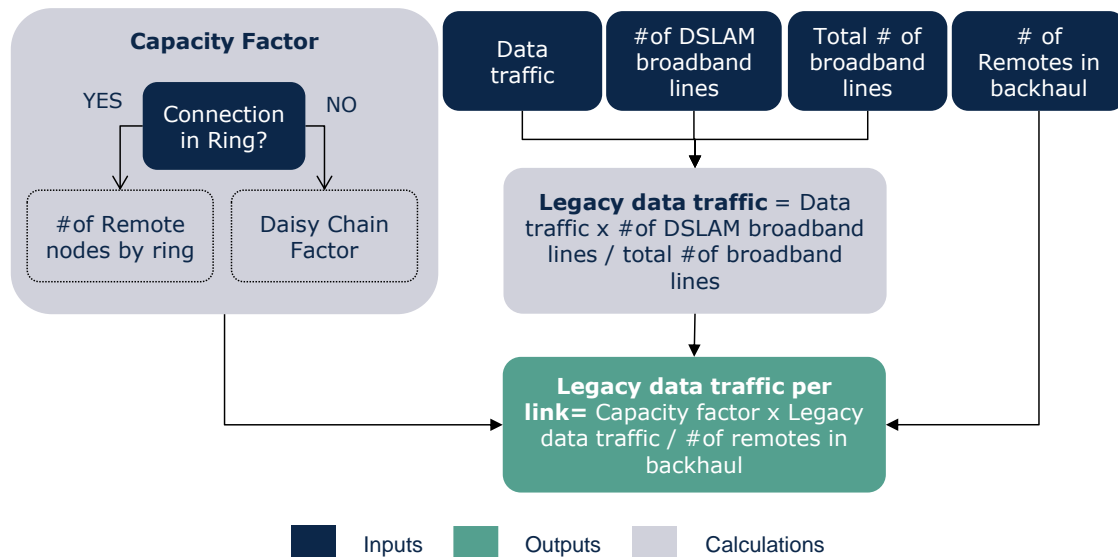 Capacity Factor
YES
NO
Connection
in Ring?
#of Remote
nodes by ring
Daisy Chain
Factor
Data
traffic
#of DSLAM
broadband
lines
Total # of
broadband
lines
# of
Remotes in
backhaul
Legacy data traffic = Data
traffic x #of DSLAM broadband
lines / total #of broadband
lines
Legacy data traffic per
link= Capacity factor x Legacy
data traffic / #of remotes in
backhaul
Inputs
Outputs
Calculations